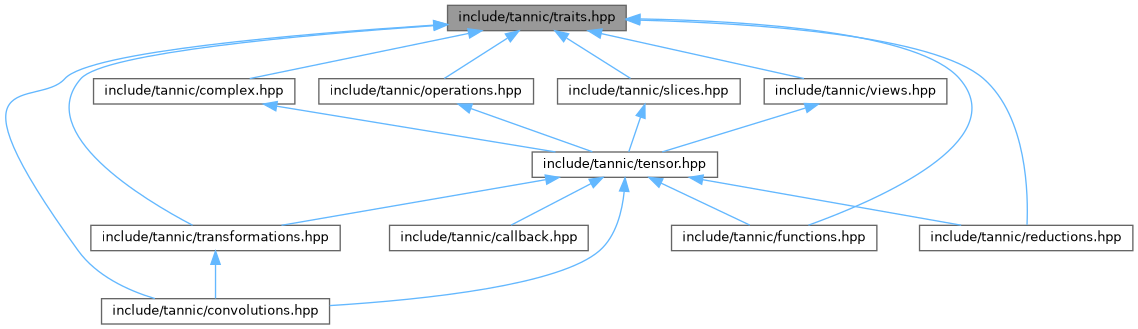 include/tannic/traits.hpp
include/tannic/complex.hpp
include/tannic/operations.hpp
include/tannic/slices.hpp
include/tannic/views.hpp
include/tannic/tensor.hpp
include/tannic/transformations.hpp
include/tannic/callback.hpp
include/tannic/functions.hpp
include/tannic/reductions.hpp
include/tannic/convolutions.hpp